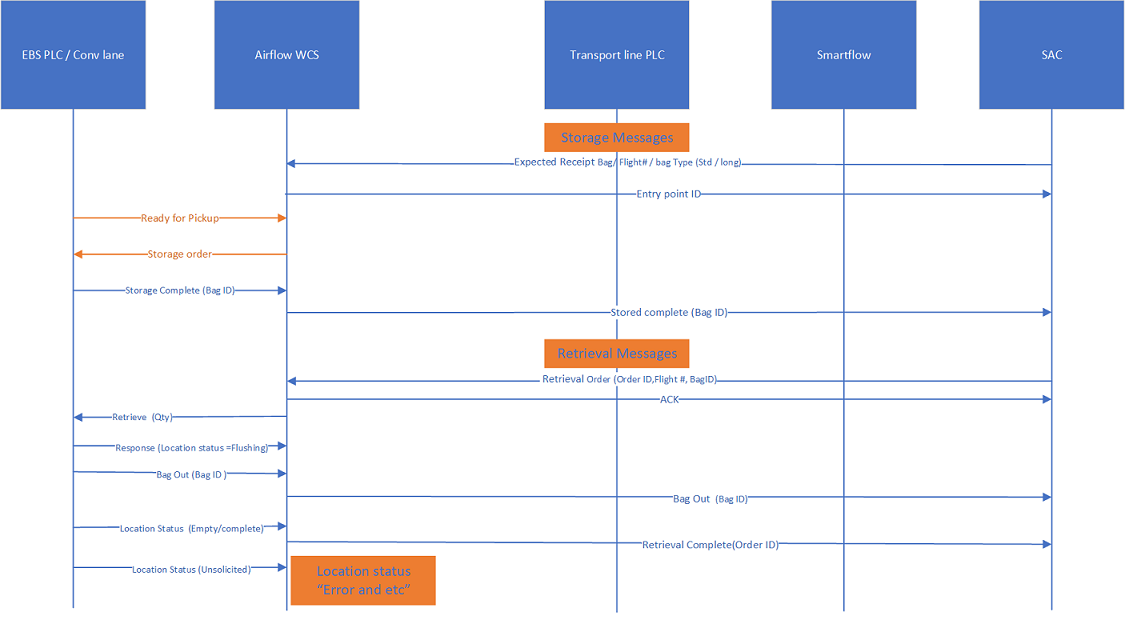 EBS PLC / Conv lane
Airflow WCS
Transport line PLC
Smartflow
SAC
Storage Messages
Expected Receipt Bag/ Flight# / bag Type (Std / long)
Entry point ID
Ready for Pickup
Storage order
Storage Complete (Bag ID)
Stored complete (Bag ID)
Retrieval Messages
Retrieval Order (Order ID,Flight #, BagID)
ACK
Retrieve (Qty)
Response (Location status =Flushing)
Bag Out (Bag ID )
Bag Out (Bag ID)
Location Status (Empty/complete)
Retrieval Complete(Order ID)
Location Status (Unsolicited)
Location status
“Error and etc”